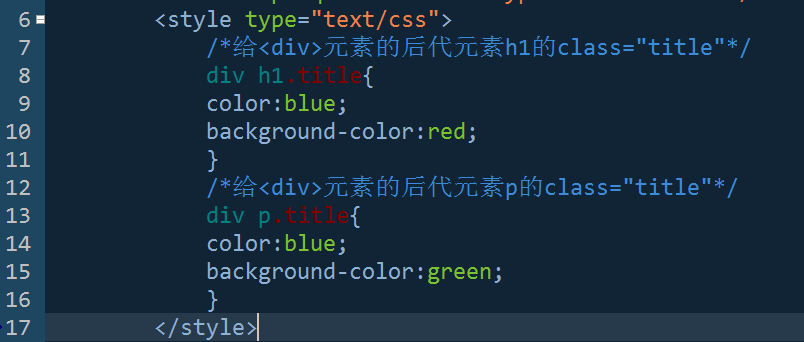 6 <style type="text/css">
7 /*给<div>元素的后代元素h1的class="title"*/
8 div h1.title{
9 color:blue;
10 background-color:red;
11 }
12 /*给<div>元素的后代元素p的class="title"*/
13 div p.title{
14 color:blue;
15 background-color:green;
16 }
17 </style>